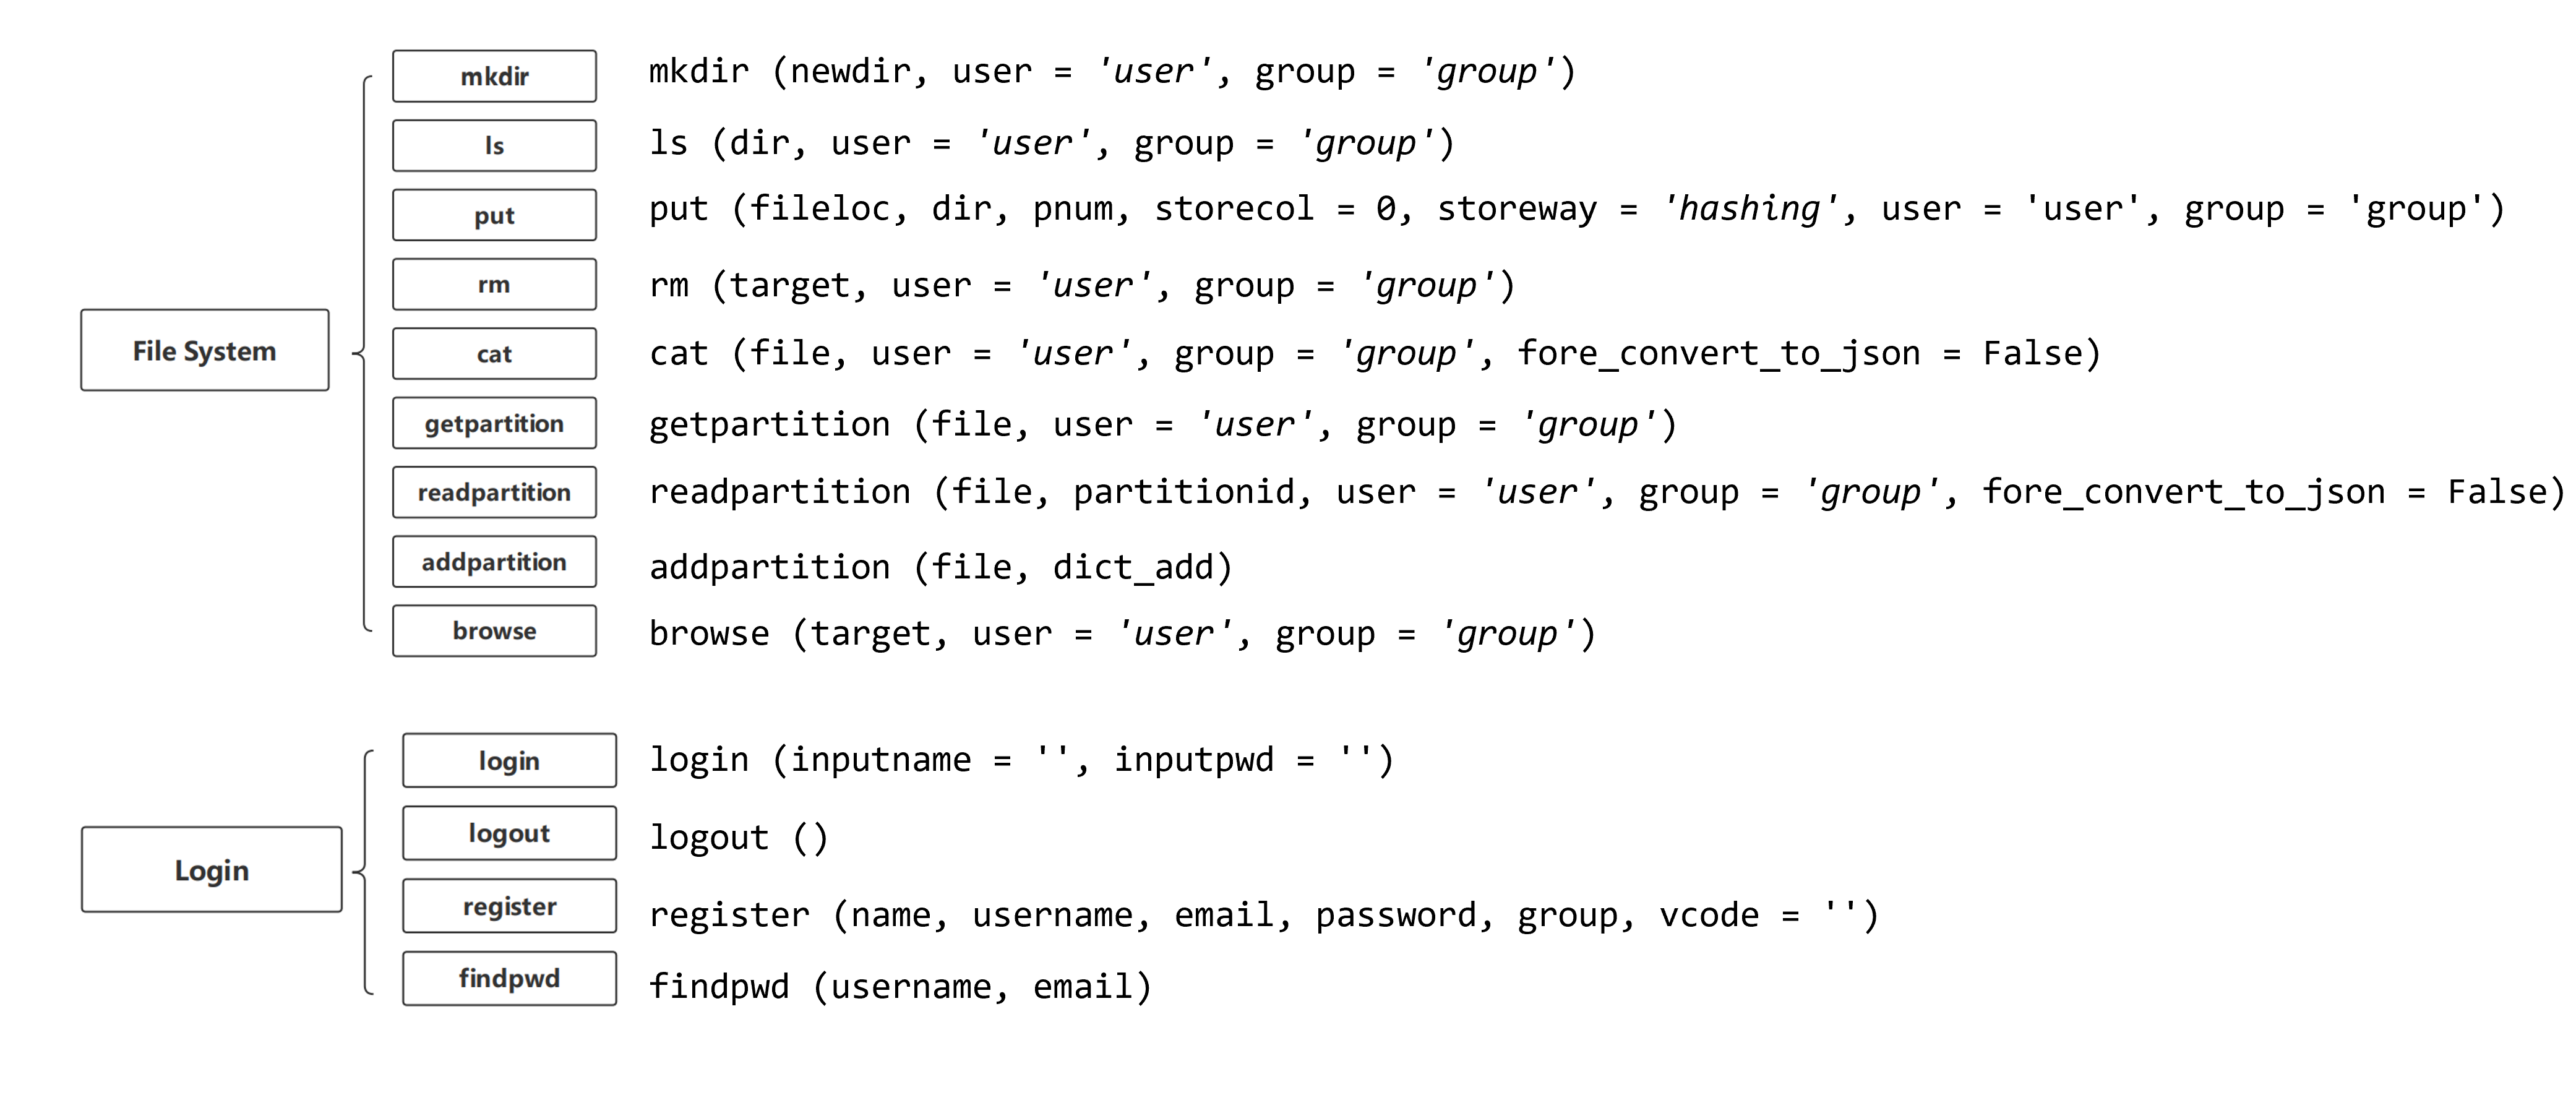 File System
mkdir
mkdir (newdir, user = 'user', group = 'group')
ls
ls (dir, user = 'user', group = 'group')
put
put (fileloc, dir, pnum, storecol = 0, storeway = 'hashing', user = 'user', group = 'group')
rm
rm (target, user = 'user', group = 'group')
cat
cat (file, user = 'user', group = 'group', fore_convert_to_json = False)
getpartition
getpartition (file, user = 'user', group = 'group')
readpartition
readpartition (file, partitionid, user = 'user', group = 'group', fore_convert_to_json = False)
addpartition
addpartition (file, dict_add)
browse
browse (target, user = 'user', group = 'group')
Login
login
login (inputname = '', inputpwd = '')
logout
logout ()
register
register (name, username, email, password, group, vcode = '')
findpwd
findpwd (username, email)